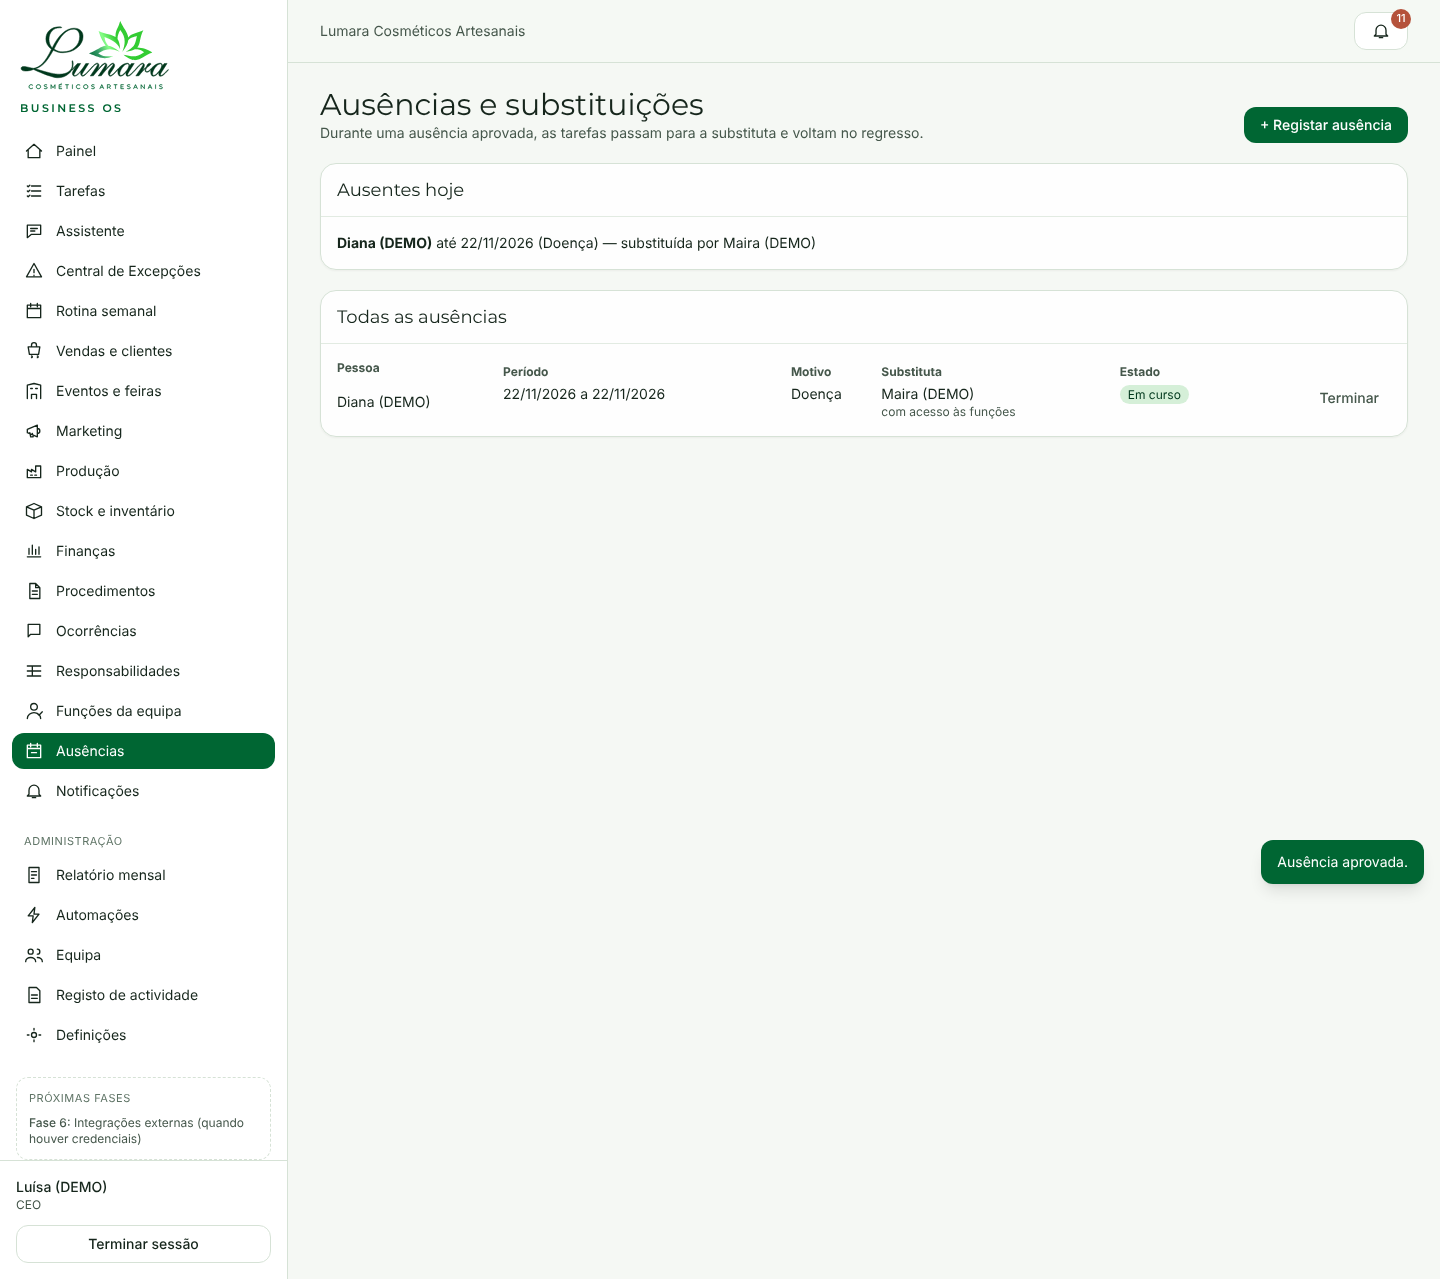 Lumara
COSMÉTICOS ARTESANAIS
BUSINESS OS
Painel
Tarefas
Assistente
Central de Excepções
Rotina semanal
Vendas e clientes
Eventos e feiras
Marketing
Produção
Stock e inventário
Finanças
Procedimentos
Ocorrências
Responsabilidades
Funções da equipa
Ausências
Notificações
ADMINISTRAÇÃO
Relatório mensal
Automações
Equipa
Registo de actividade
Definições
PRÓXIMAS FASES
Fase 6: Integrações externas (quando
houver credenciais)
Luísa (DEMO)
CEO
Terminar sessão
Lumara Cosméticos Artesanais
11
Ausências e substituições
Durante uma ausência aprovada, as tarefas passam para a substituta e voltam no regresso.
+ Registar ausência
Ausentes hoje
Diana (DEMO) até 22/11/2026 (Doença) — substituída por Maira (DEMO)
Todas as ausências
Pessoa Período Motivo Substituta Estado
Diana (DEMO) 22/11/2026 a 22/11/2026 Doença Maira (DEMO) Em curso Terminar
com acesso às funções
Ausência aprovada.